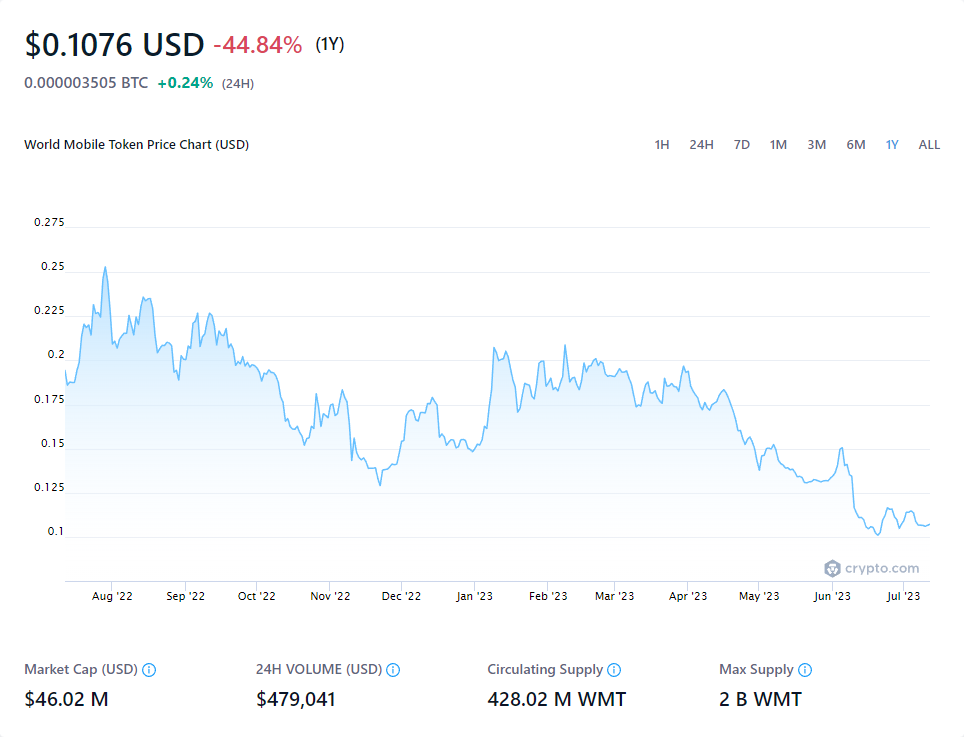 $0.1076 USD -44.84% (1Y)
0.000003505 BTC +0.24% (24H)
World Mobile Token Price Chart (USD) 1H 24H 7D 1M 3M 6M 1Y ALL
0.275
0.25
0.225
0.2
0.175
0.15
0.125
0.1
crypto.com
Aug '22 Sep '22 Oct '22 Nov '22 Dec '22 Jan '23 Feb '23 Mar '23 Apr '23 May '23 Jun '23 Jul '23
Market Cap (USD) 24H VOLUME (USD) Circulating Supply Max Supply
$46.02 M $479,041 428.02 M WMT 2 B WMT